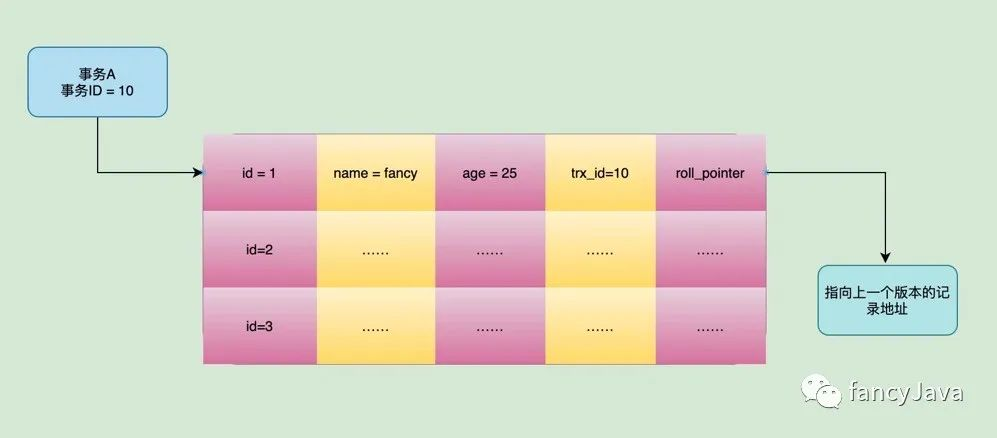 事务A
事务ID = 10
id = 1 name = fancy age = 25 trx_id=10 roll_pointer
id=2 …… …… …… ……
指向上一个版本的记
录地址
id=3 …… …… …… ……
fancyJava